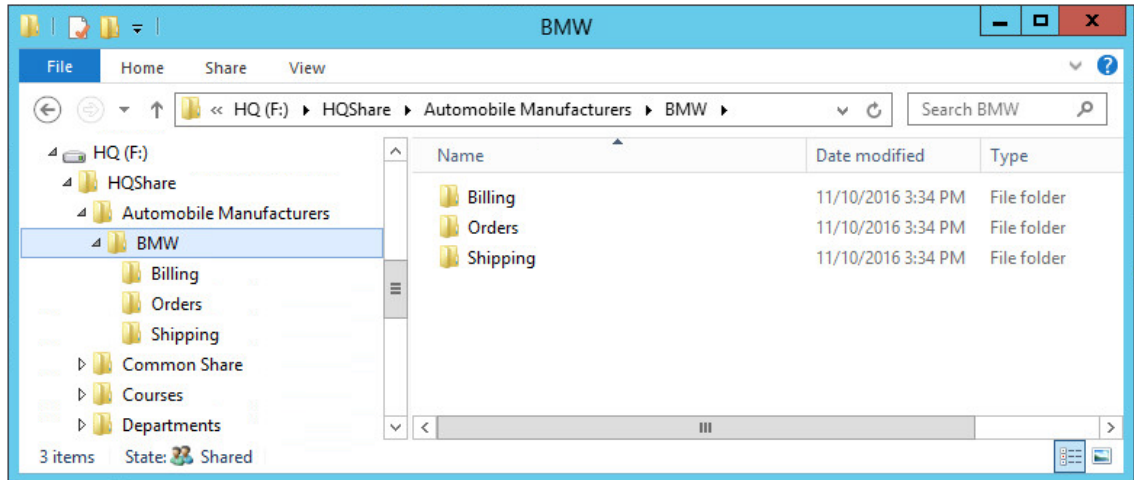 BMW
File Home Share View
« HQ (F:) HQShare Automobile Manufacturers BMW Search BMW
HQ (F:)
HQShare
Automobile Manufacturers
BMW
Billing
Orders
Shipping
Common Share
Courses
Departments
Name Date modified Type
Billing 11/10/2016 3:34 PM File folder
Orders 11/10/2016 3:34 PM File folder
Shipping 11/10/2016 3:34 PM File folder
3 items State: Shared